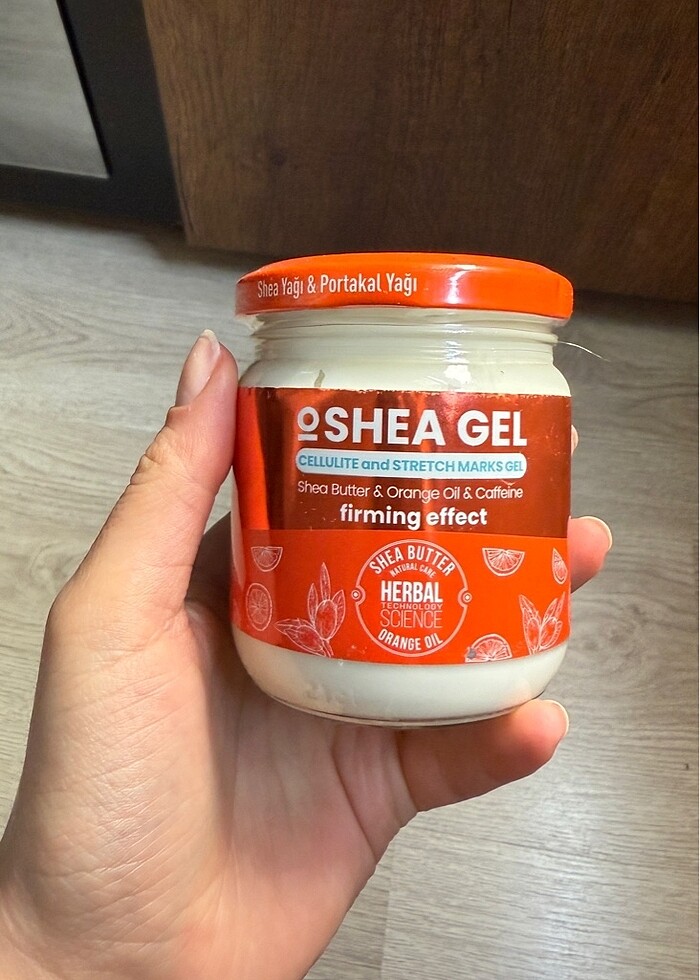 Shea Yağı & Portakal Yağı
OSHEA GEL
CELLULITE and STRETCH MARKS GEL
Shea Butter & Orange Oil & Caffeine
firming effect
SHEA BUTTER
NATURAL CARE
HERBAL
TECHNOLOGY
SCIENCE
ORANGE OIL